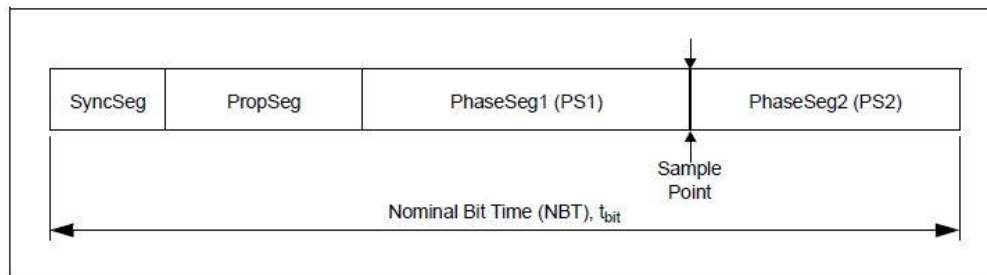 SyncSeg PropSeg PhaseSeg1 (PS1) PhaseSeg2 (PS2)
Sample
Point
Nominal Bit Time (NBT), tbit